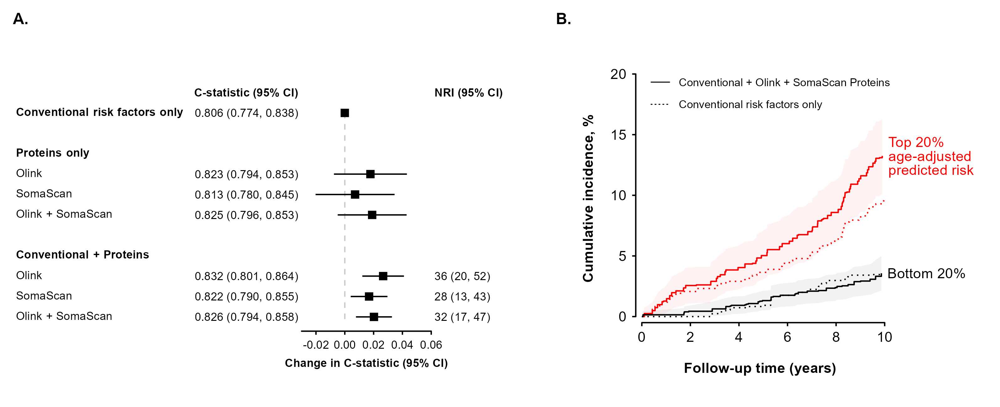 A.
C-statistic (95% CI) NRI (95% CI)
Conventional risk factors only 0.806 (0.774, 0.838)
Proteins only
Olink 0.823 (0.794, 0.853)
SomaScan 0.813 (0.780, 0.845)
Olink + SomaScan 0.825 (0.796, 0.853)
Conventional + Proteins
Olink 0.832 (0.801, 0.864) 36 (20, 52)
SomaScan 0.822 (0.790, 0.855) 28 (13, 43)
Olink + SomaScan 0.826 (0.794, 0.858) 32 (17, 47)
-0.02 0.00 0.02 0.04 0.06
Change in C-statistic (95% CI)
B.
Cumulative incidence, %
20
15
10
5
0
Conventional + Olink + SomaScan Proteins
Conventional risk factors only
Top 20%
age-adjusted
predicted risk
Bottom 20%
0 2 4 6 8 10
Follow-up time (years)